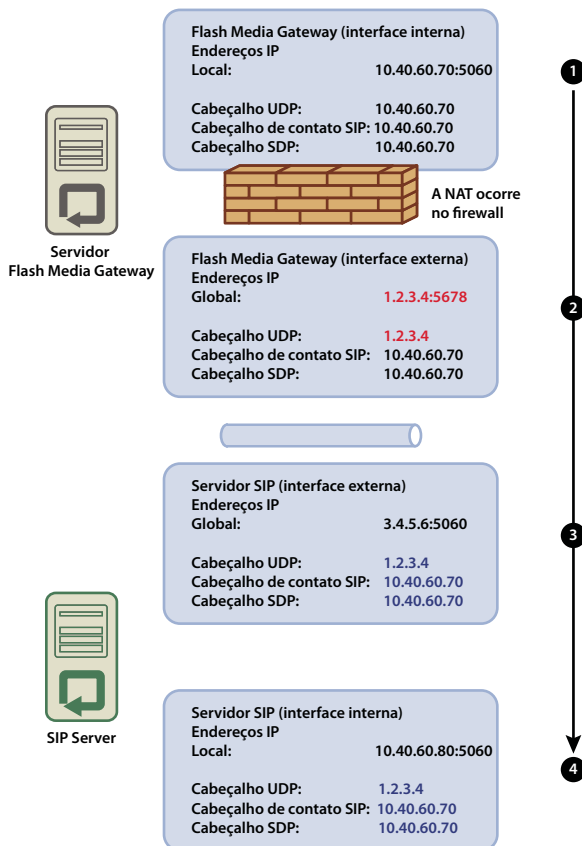 Flash Media Gateway (interface interna)
Endereços IP
Local: 10.40.60.70:5060
Cabeçalho UDP: 10.40.60.70
Cabeçalho de contato SIP: 10.40.60.70
Cabeçalho SDP: 10.40.60.70
1
A NAT ocorre
no firewall
Servidor
Flash Media Gateway
Flash Media Gateway (interface externa)
Endereços IP
Global: 1.2.3.4:5678
Cabeçalho UDP: 1.2.3.4
Cabeçalho de contato SIP: 10.40.60.70
Cabeçalho SDP: 10.40.60.70
2
Servidor SIP (interface externa)
Endereços IP
Global: 3.4.5.6:5060
Cabeçalho UDP: 1.2.3.4
Cabeçalho de contato SIP: 10.40.60.70
Cabeçalho SDP: 10.40.60.70
3
SIP Server
Servidor SIP (interface interna)
Endereços IP
Local: 10.40.60.80:5060
Cabeçalho UDP: 1.2.3.4
Cabeçalho de contato SIP: 10.40.60.70
Cabeçalho SDP: 10.40.60.70
4